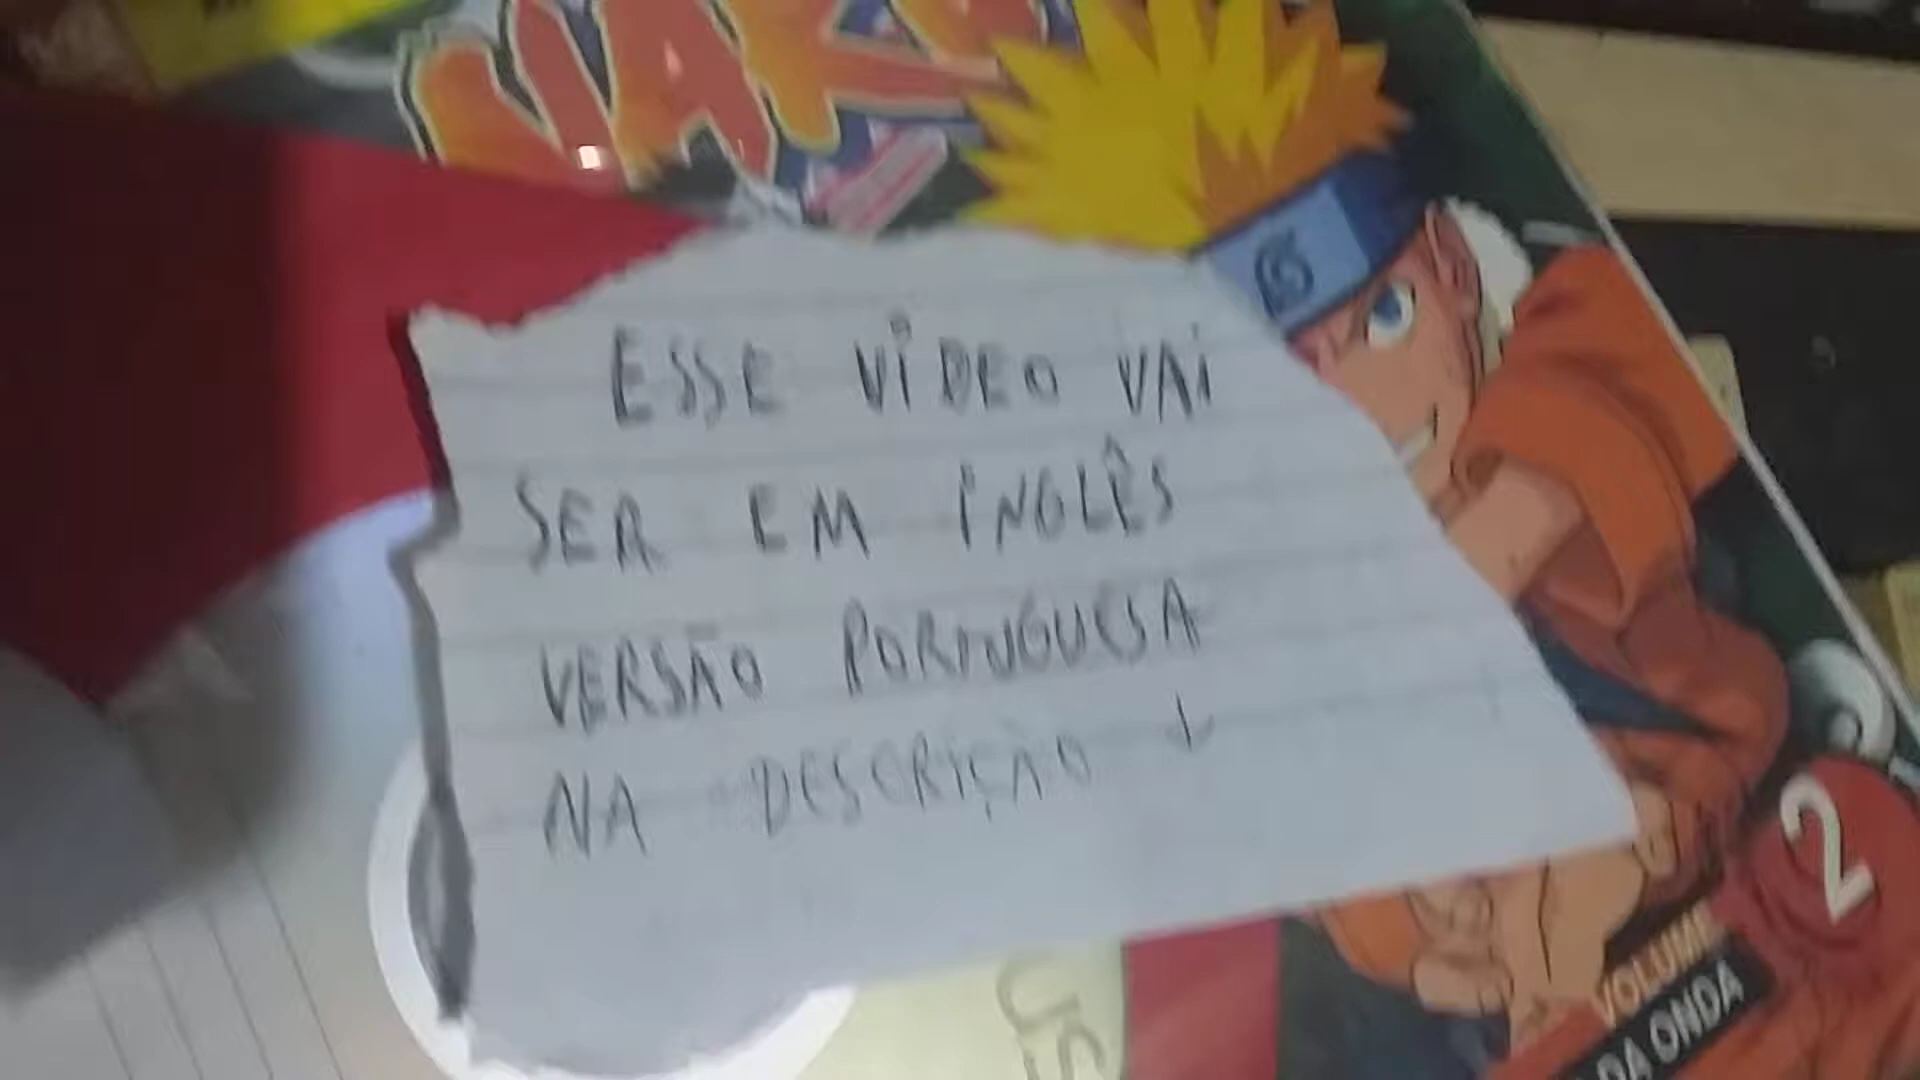 ESSE VÍDEO VAI
SER EM INGLÊS
VERSÃO PORTUGUESA
NA DESCRIÇÃO ↓
2
VOLUME
DA ONDA